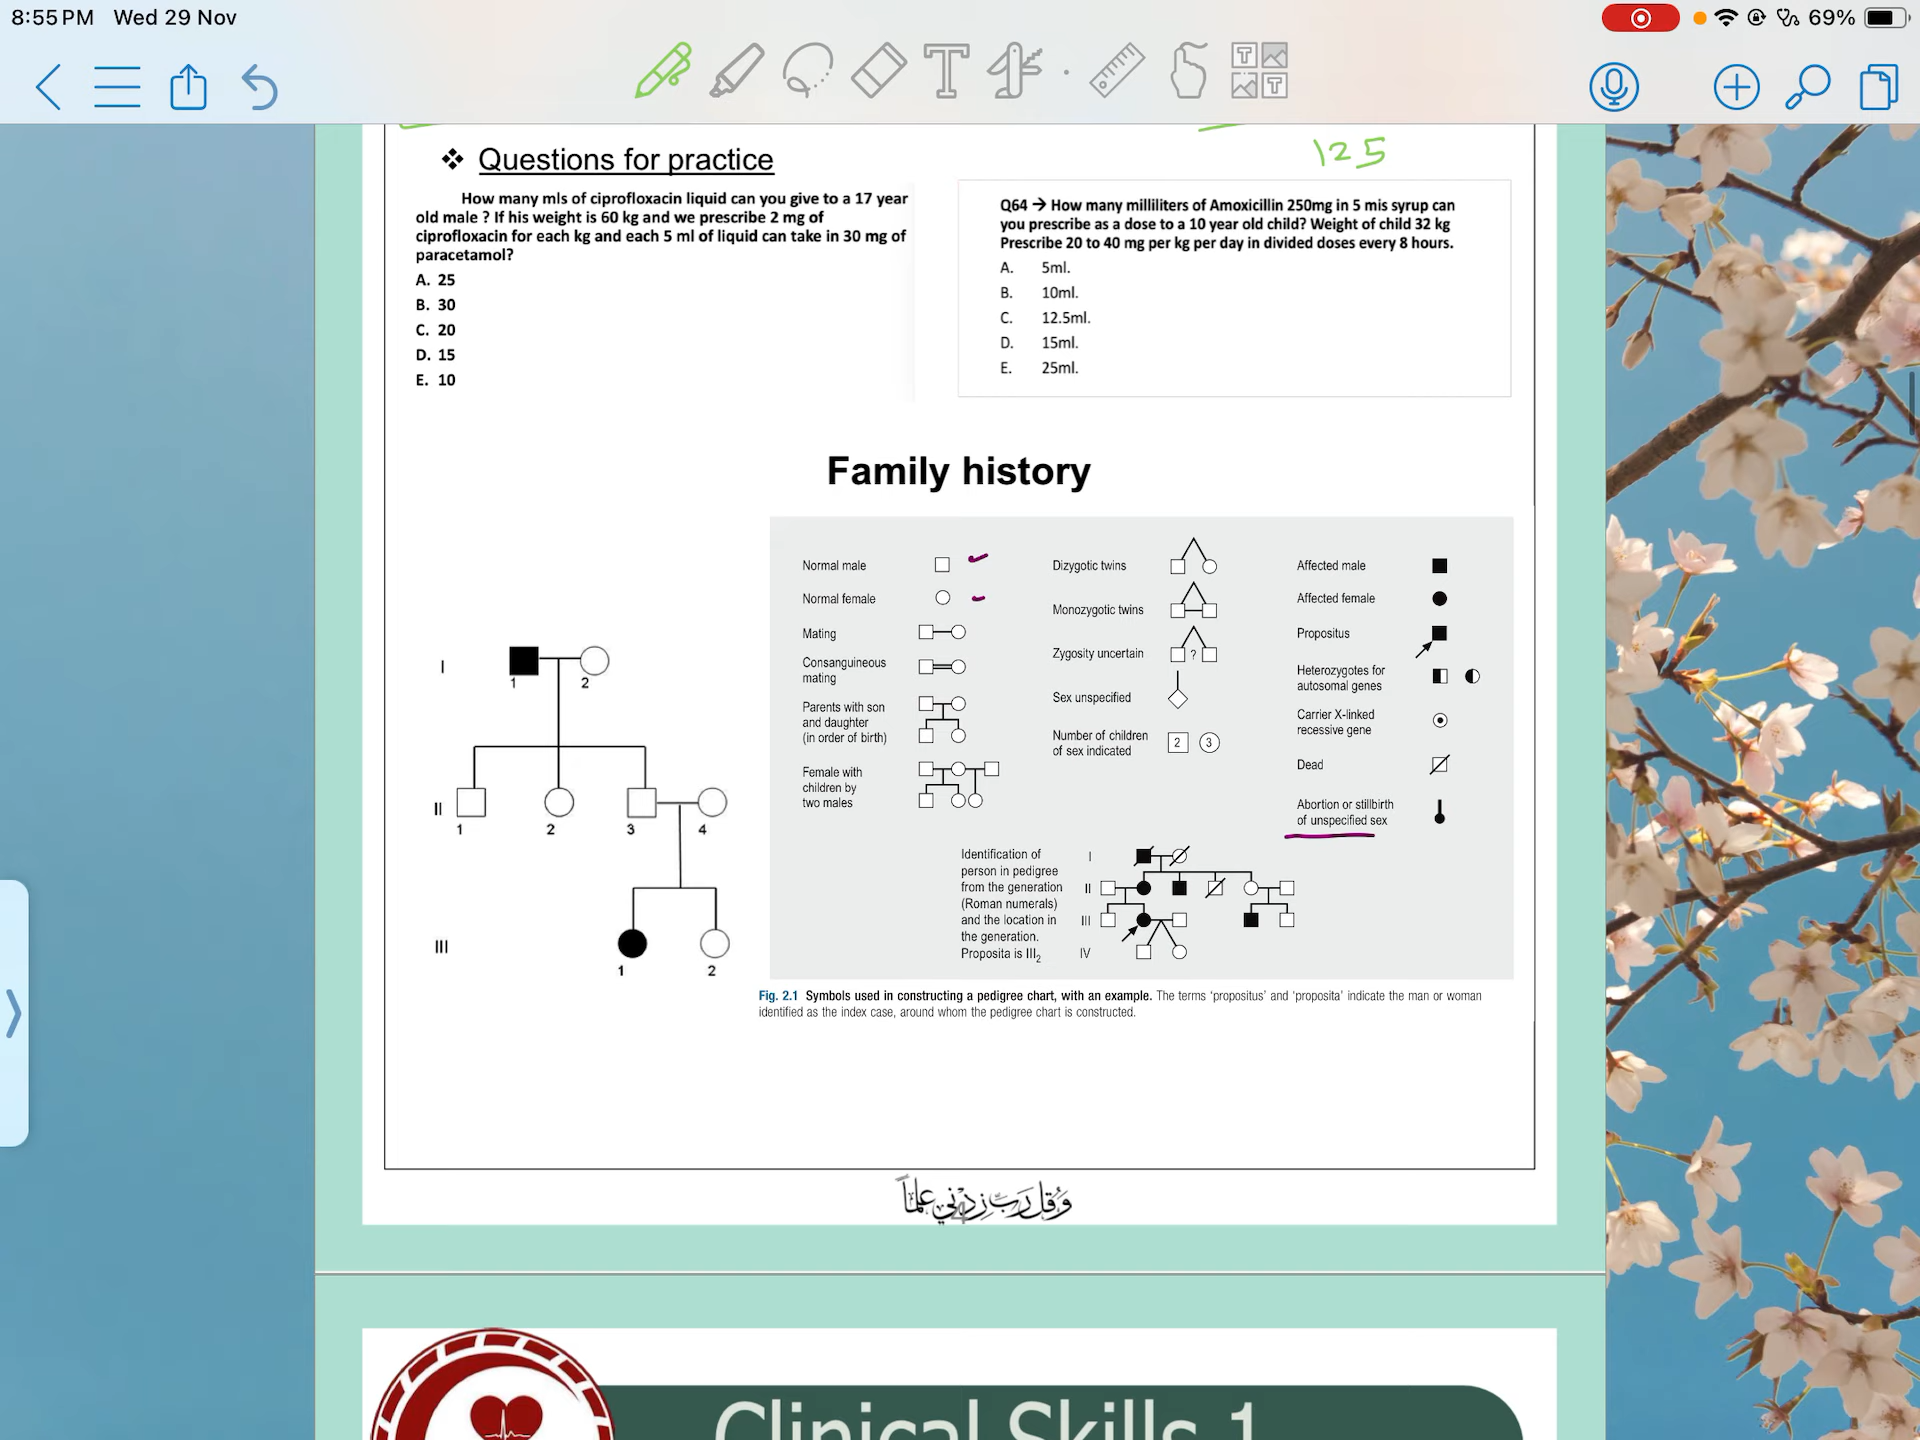 8:55 PM Wed 29 Nov
69%
125
❖ Questions for practice
How many mls of ciprofloxacin liquid can you give to a 17 year
old male ? If his weight is 60 kg and we prescribe 2 mg of
ciprofloxacin for each kg and each 5 ml of liquid can take in 30 mg of
paracetamol?
A. 25
B. 30
C. 20
D. 15
E. 10
Q64 → How many milliliters of Amoxicillin 250mg in 5 mis syrup can
you prescribe as a dose to a 10 year old child? Weight of child 32 kg
Prescribe 20 to 40 mg per kg per day in divided doses every 8 hours.
A. 5ml.
B. 10ml.
C. 12.5ml.
D. 15ml.
E. 25ml.
Family history
I
1 2
II
1 2 3 4
III
1 2
Normal male
Normal female
Mating
Consanguineous
mating
Parents with son
and daughter
(in order of birth)
Female with
children by
two males
Dizygotic twins
Monozygotic twins
Zygosity uncertain
?
Sex unspecified
Number of children
of sex indicated
2 3
Affected male
Affected female
Propositus
Heterozygotes for
autosomal genes
Carrier X-linked
recessive gene
Dead
Abortion or stillbirth
of unspecified sex
Identification of
person in pedigree
from the generation
(Roman numerals)
and the location in
the generation.
Proposita is III2
I
II
III
IV
Fig. 2.1 Symbols used in constructing a pedigree chart, with an example. The terms 'propositus' and 'proposita' indicate the man or woman
identified as the index case, around whom the pedigree chart is constructed.
وَقُل رَبِّ زِدْنِي عِلْماً
4
Clinical Skills 1